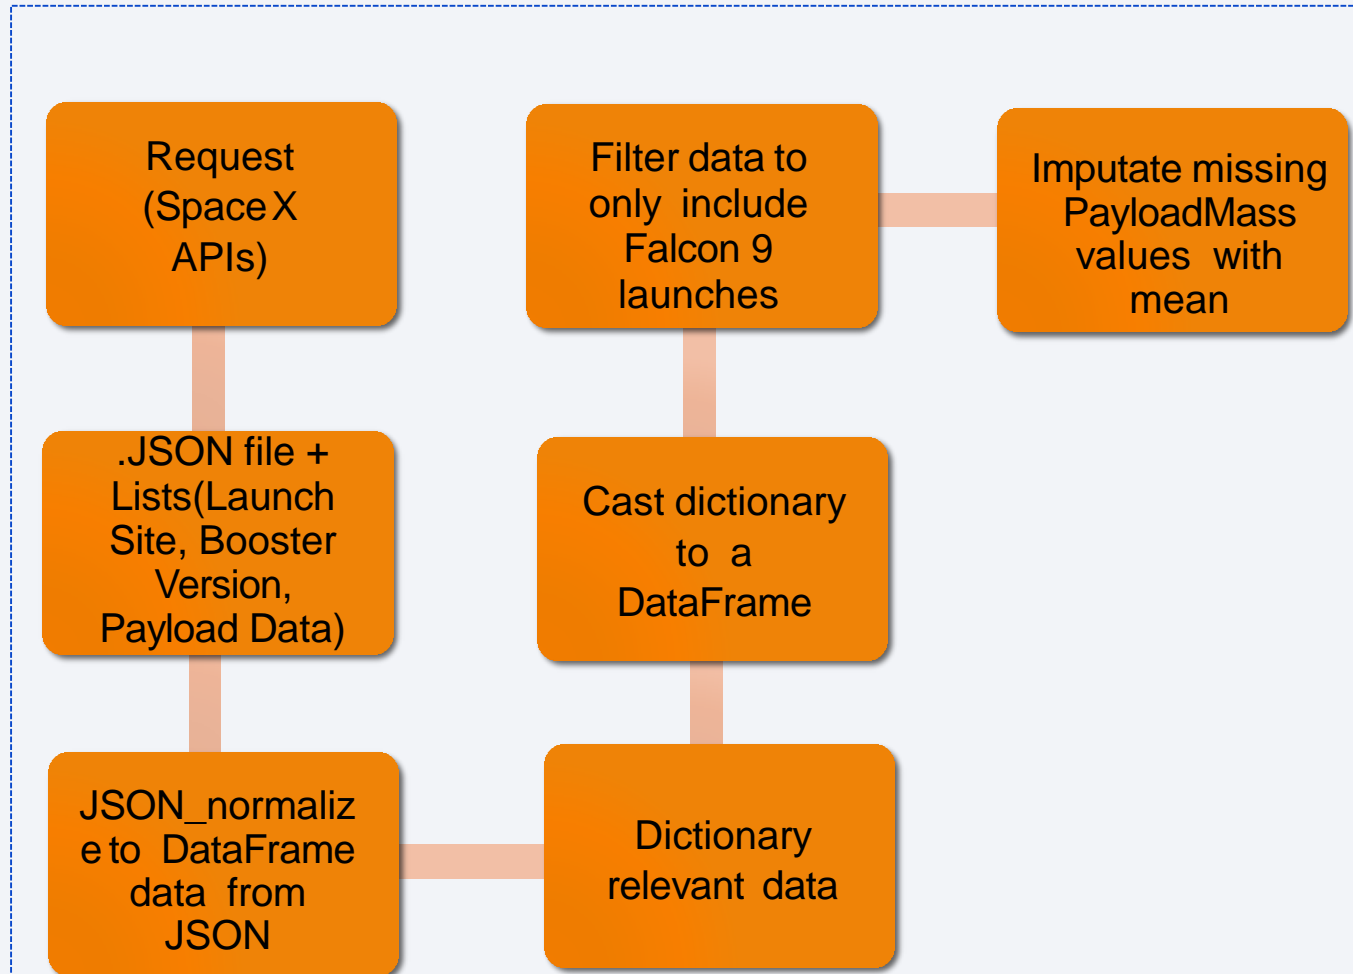 Request
(Space X
APIs)
.JSON file +
Lists(Launch
Site, Booster
Version,
Payload Data)
JSON_normaliz
e to DataFrame
data from
JSON
Dictionary
relevant data
Cast dictionary
to a
DataFrame
Filter data to
only include
Falcon 9
launches
Imputate missing
PayloadMass
values with
mean